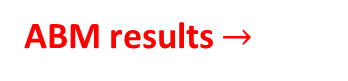 ABM results →